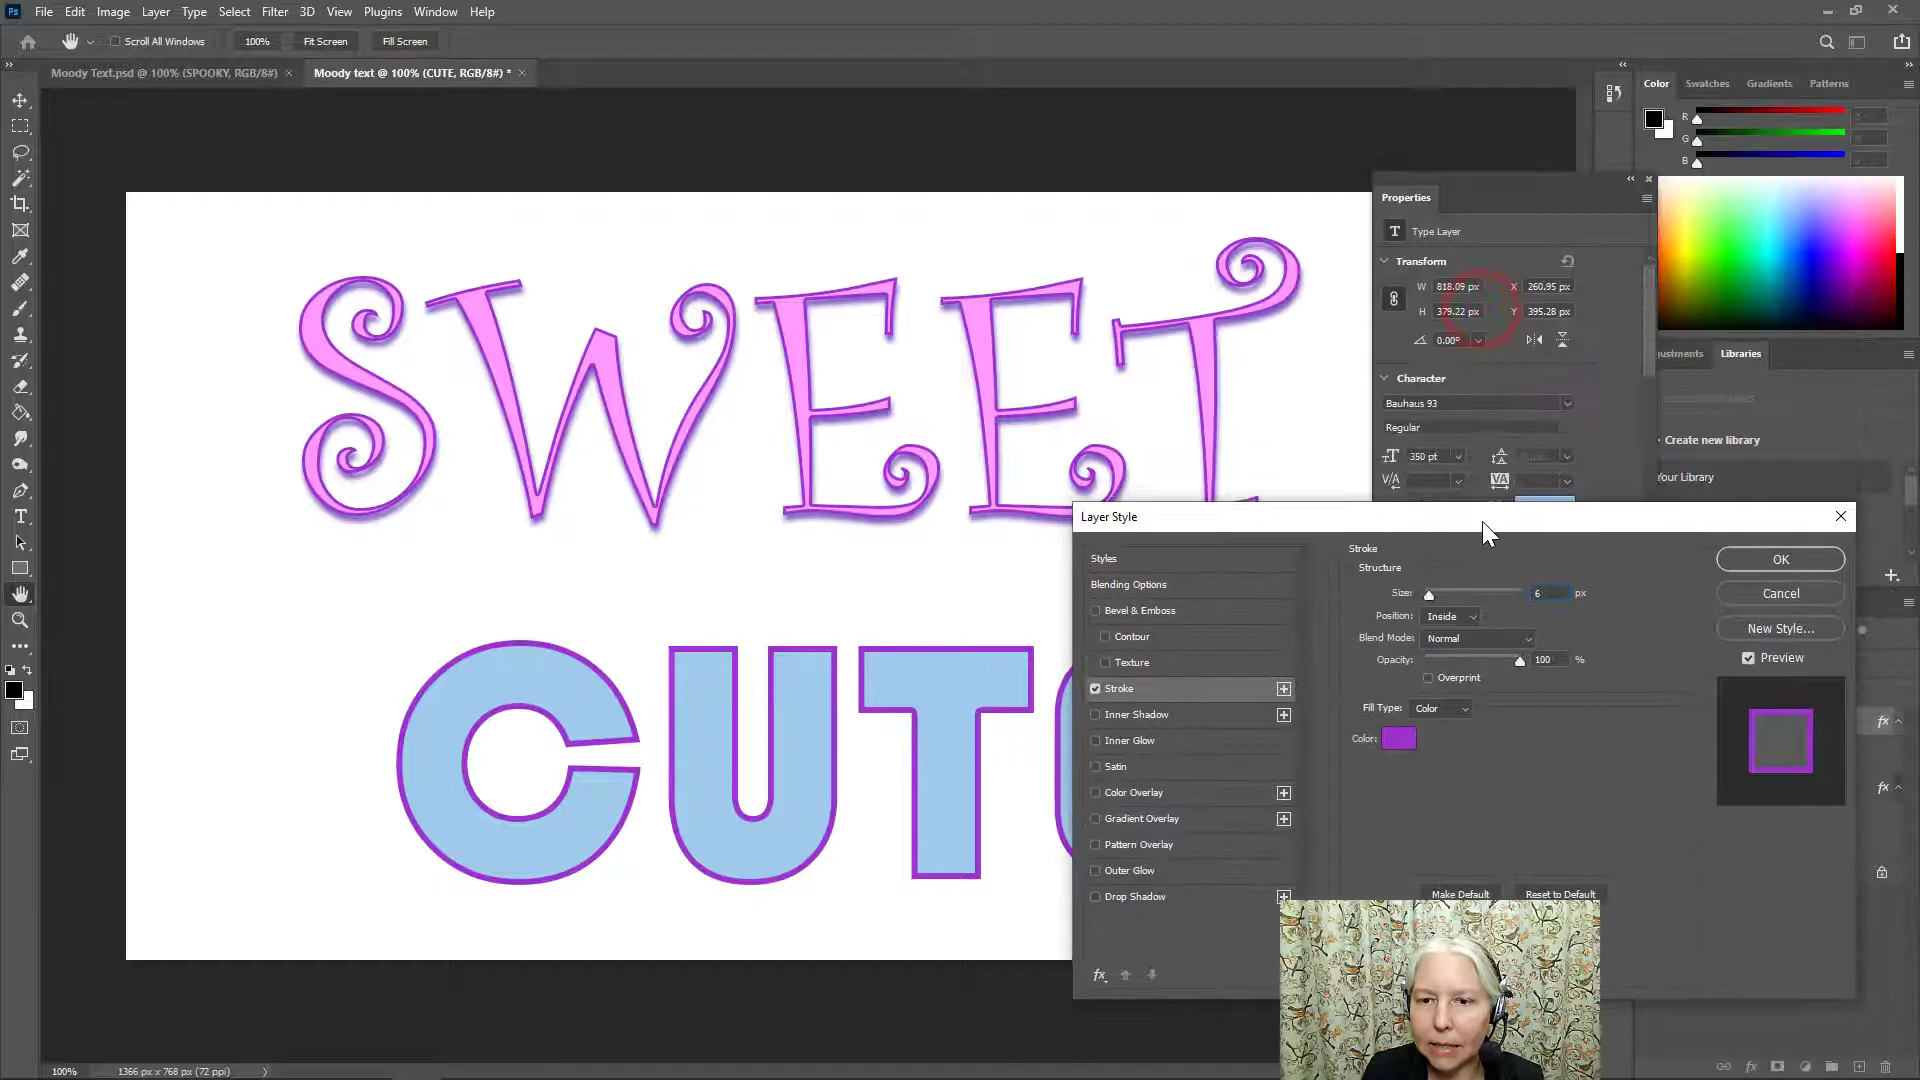 Ps File Edit Image Layer Type Select Filter 3D View Plugins Window Help
Scroll All Windows 100% Fit Screen Fill Screen
Moody Text.psd @ 100% (SPOOKY, RGB/8#) × Moody text @ 100% (CUTE, RGB/8#) * ×
Color Swatches Gradients Patterns
R
G
B
Properties
T Type Layer
Transform
W 818.09 px X 260.95 px
H 379.22 px Y 395.28 px
0.00°
Character
Bauhaus 93
Regular
350 pt
justments Libraries
Create new library
Your Library
SWEET
CUT
Layer Style
Styles
Blending Options
Bevel & Emboss
Contour
Texture
Stroke
Inner Shadow
Inner Glow
Satin
Color Overlay
Gradient Overlay
Pattern Overlay
Outer Glow
Drop Shadow
fx
Stroke
Structure
Size: 6 px
Position: Inside
Blend Mode: Normal
Opacity: 100 %
Overprint
Fill Type: Color
Color:
Make Default Reset to Default
OK
Cancel
New Style...
Preview
fx
fx
100% 1366 px x 768 px (72 ppi)
fx